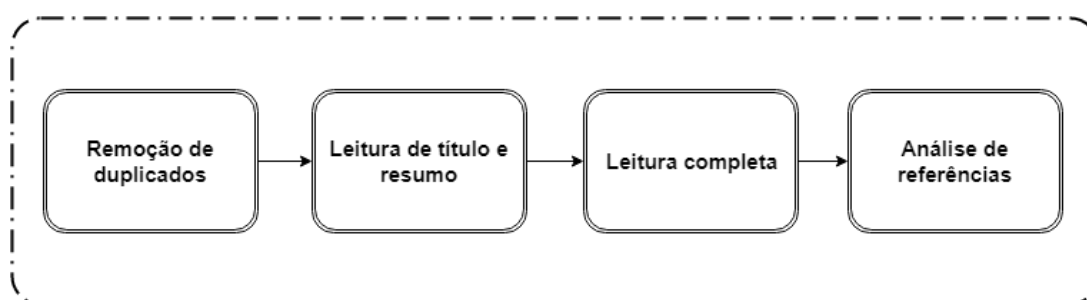 Remoção de
duplicados
Leitura de título e
resumo
Leitura completa
Análise de
referências